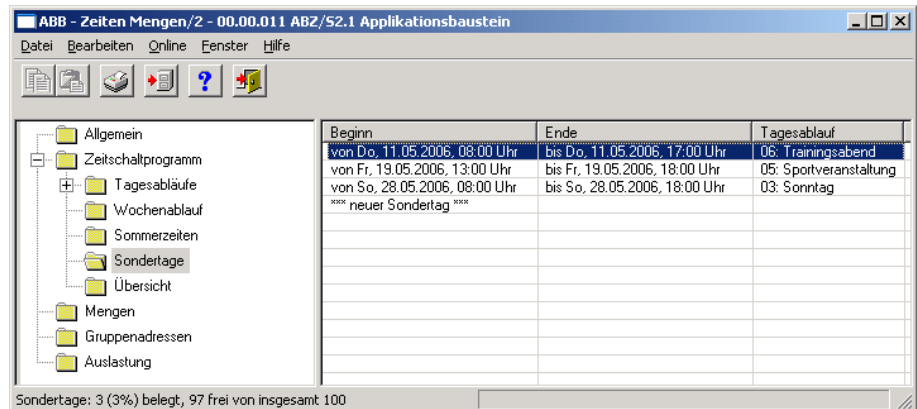 ABB - Zeiten Mengen/2 - 00.00.011 ABZ/S2.1 Applikationsbaustein
Datei Bearbeiten Online Fenster Hilfe
Allgemein
Zeitschaltprogramm
Tagesabläufe
Wochenablauf
Sommerzeiten
Sondertage
Übersicht
Mengen
Gruppenadressen
Auslastung
Beginn Ende Tagesablauf
von Do, 11.05.2006, 08:00 Uhr bis Do, 11.05.2006, 17:00 Uhr 06: Trainingsabend
von Fr, 19.05.2006, 13:00 Uhr bis Fr, 19.05.2006, 18:00 Uhr 05: Sportveranstaltung
von So, 28.05.2006, 08:00 Uhr bis So, 28.05.2006, 18:00 Uhr 03: Sonntag
*** neuer Sondertag ***
Sondertage: 3 (3%) belegt, 97 frei von insgesamt 100